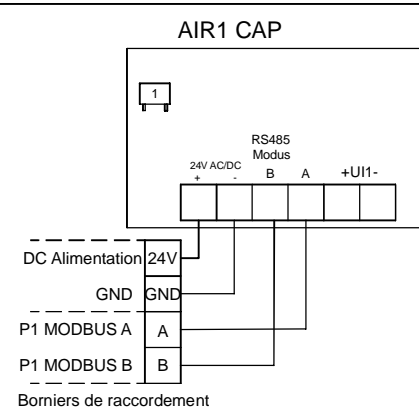 AIR1 CAP
1
RS485
Modus
24V AC/DC
+ - B A +UI1-
DC Alimentation 24V
GND GND
P1 MODBUS A A
P1 MODBUS B B
Borniers de raccordement